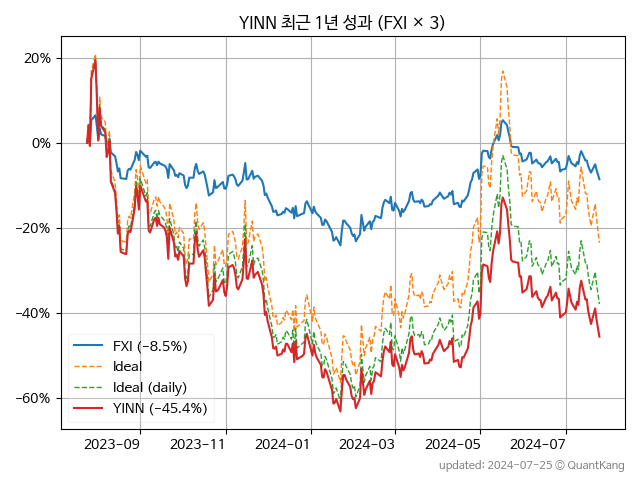 YINN 최근 1년 성과 (FXI × 3)
20%
0%
−20%
−40%
−60%
FXI (−8.5%)
Ideal
Ideal (daily)
YINN (−45.4%)
2023−09 2023−11 2024−01 2024−03 2024−05 2024−07
updated: 2024-07-25 ⓒ QuantKang